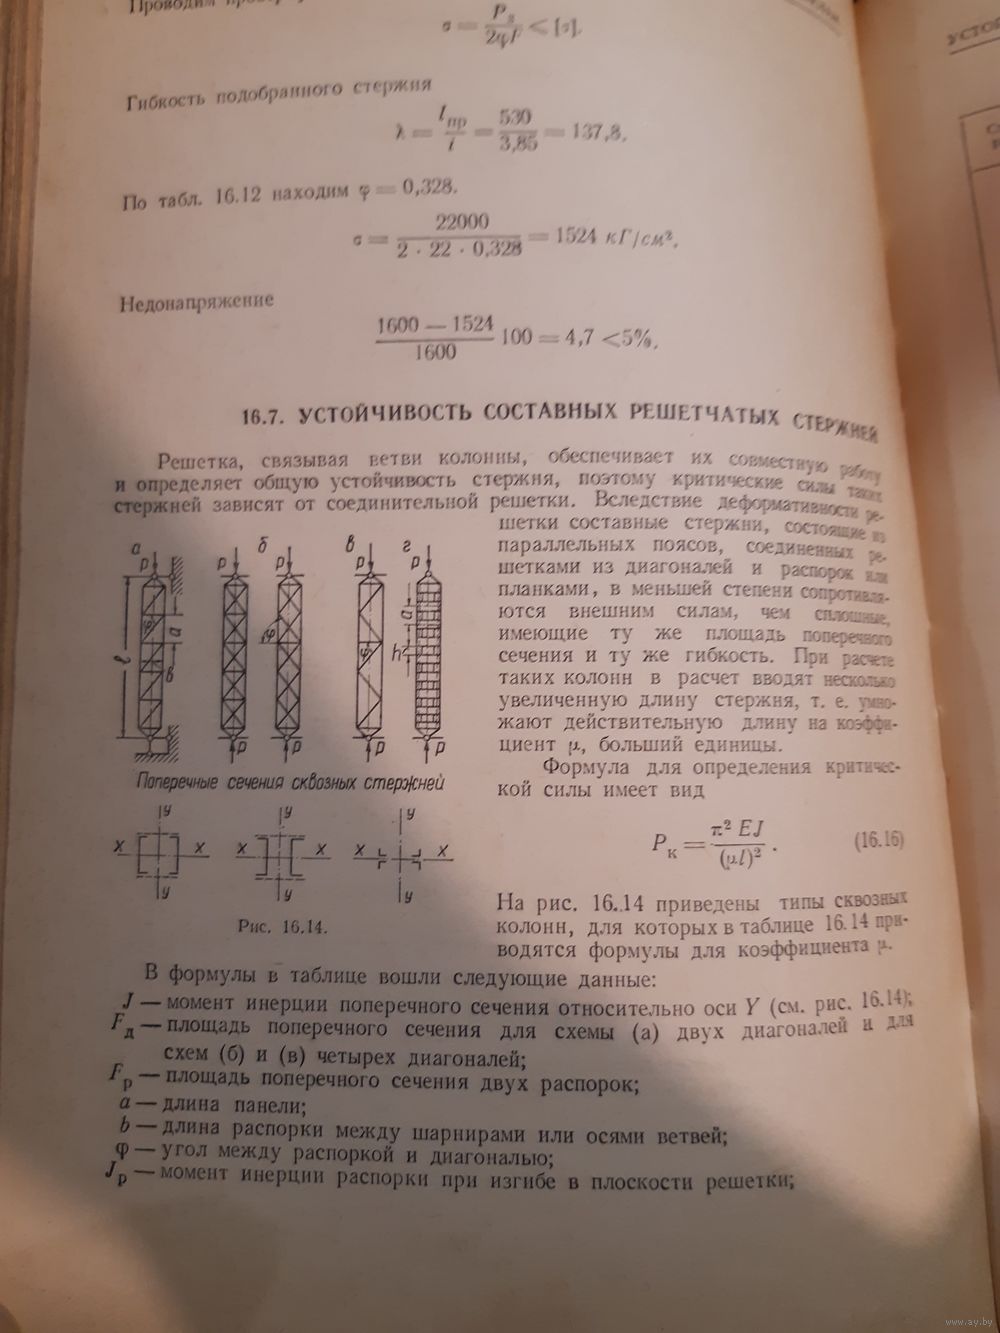 Проводим
σ = Рд / 2φF < [σ].
Гибкость подобранного стержня
λ = lпр / i = 530 / 3,85 = 137,8.
По табл. 16.12 находим φ = 0,328.
σ = 22000 / 2 · 22 · 0,328 = 1524 кГ/см².
Недонапряжение
1600 — 1524 / 1600 100 = 4,7 < 5%.
16.7. УСТОЙЧИВОСТЬ СОСТАВНЫХ РЕШЕТЧАТЫХ СТЕРЖНЕЙ
Решетка, связывая ветви колонны, обеспечивает их совместную работу
и определяет общую устойчивость стержня, поэтому критические силы таких
стержней зависят от соединительной решетки. Вследствие деформативности ре-
шетки составные стержни, состоящие из
параллельных поясов, соединенных ре-
шетками из диагоналей и распорок или
планками, в меньшей степени сопротивля-
ются внешним силам, чем сплошные,
имеющие ту же площадь поперечного
сечения и ту же гибкость. При расчете
таких колонн в расчет вводят несколько
увеличенную длину стержня, т. е. умно-
жают действительную длину на коэффи-
циент μ, больший единицы.
Формула для определения критичес-
кой силы имеет вид
Рк = π² EJ / (μl)² . (16.16)
На рис. 16.14 приведены типы сквозных
колонн, для которых в таблице 16.14 при-
водятся формулы для коэффициента μ.
а б в г
P P P P P
l φ a в φ φ a h
P P P P
Поперечные сечения сквозных стержней
y y y
x x x x x x
y y y
Рис. 16.14.
В формулы в таблице вошли следующие данные:
J — момент инерции поперечного сечения относительно оси Y (см. рис. 16.14);
Fд — площадь поперечного сечения для схемы (а) двух диагоналей и для
схем (б) и (в) четырех диагоналей;
Fр — площадь поперечного сечения двух распорок;
a — длина панели;
b — длина распорки между шарнирами или осями ветвей;
φ — угол между распоркой и диагональю;
Jр — момент инерции распорки при изгибе в плоскости решетки;
УСТОЙ
www.ay.by